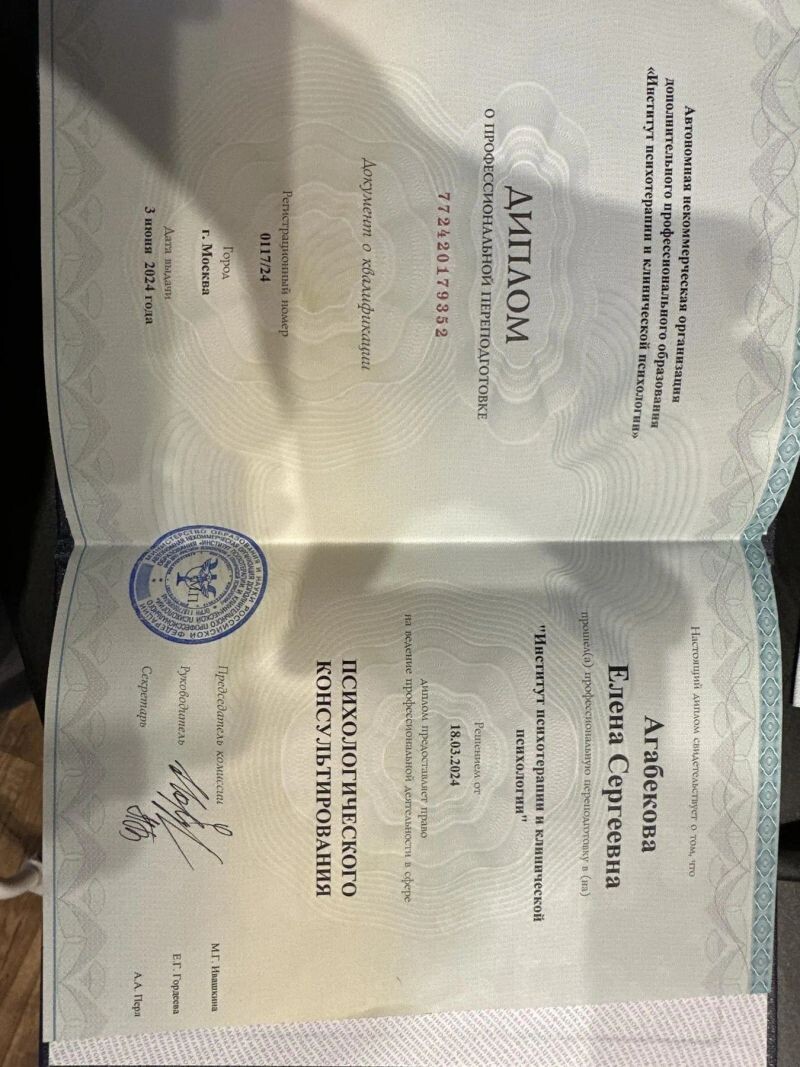 Автономная некоммерческая организация
дополнительного профессионального образования
«Институт психотерапии и клинической психологии»
ДИПЛОМ
О ПРОФЕССИОНАЛЬНОЙ ПЕРЕПОДГОТОВКЕ
772420179352
Документ о квалификации
Регистрационный номер
0117/24
Город
г. Москва
Дата выдачи
3 июня 2024 года
Настоящий диплом свидетельствует о том, что
Агабекова
Елена Сергеевна
прошел(а) профессиональную переподготовку в (на)
"Институт психотерапии и клинической
психологии"
Решением от
18.03.2024
диплом предоставляет право
на ведение профессиональной деятельности в сфере
ПСИХОЛОГИЧЕСКОГО
КОНСУЛЬТИРОВАНИЯ
Председатель комиссии
М.Г. Ивашкина
Руководитель
Е.Г. Гордеева
Секретарь
А.А. Перл
МП